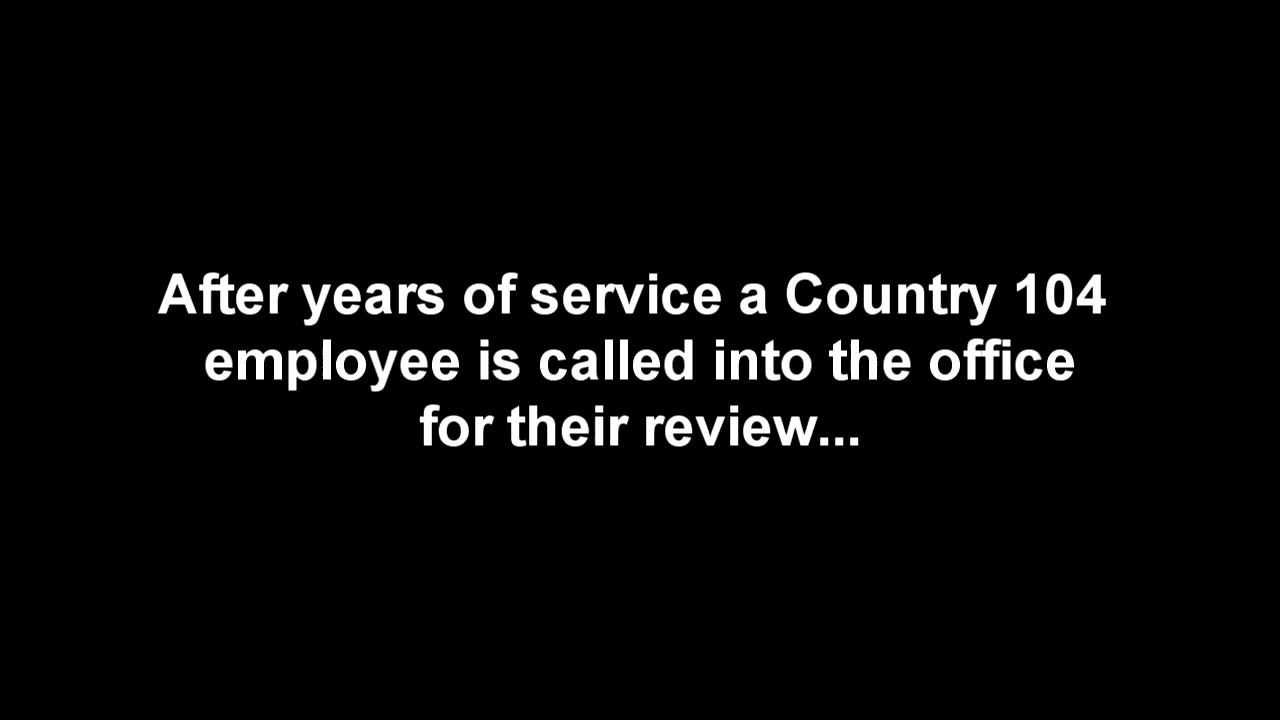 After years of service a Country 104
employee is called into the office
for their review...